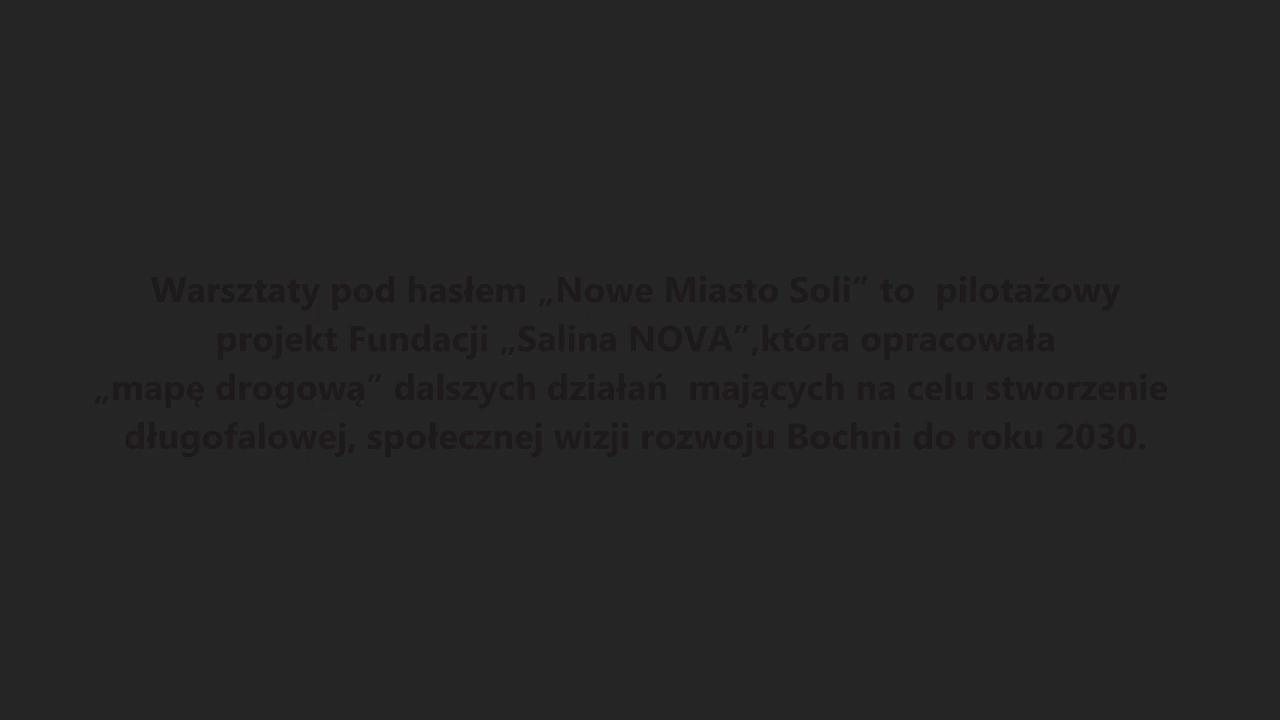 Warsztaty pod hasłem „Nowe Miasto Soli” to  pilotażowy
projekt Fundacji „Salina NOVA”,która opracowała
„mapę drogową” dalszych działań  mających na celu stworzenie
długofalowej, społecznej wizji rozwoju Bochni do roku 2030.